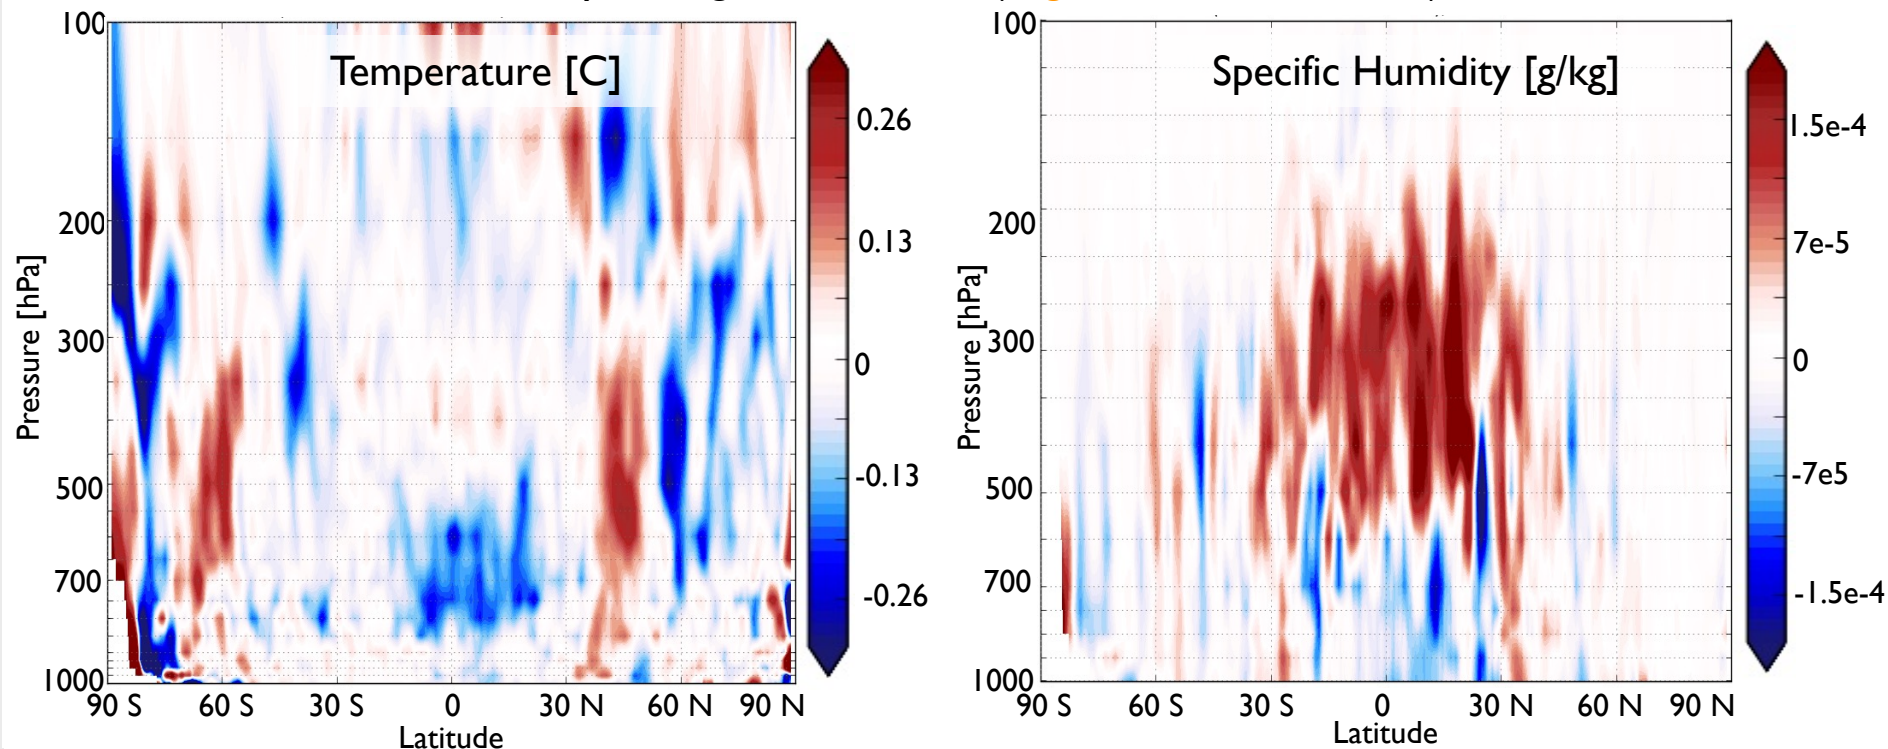 Temperature [C]
100
200
300
500
700
1000
Pressure [hPa]
90 S
60 S
30 S
0
30 N
60 N
90 N
Latitude
0.26
0.13
0
-0.13
-0.26
Specific Humidity [g/kg]
100
200
300
500
700
1000
Pressure [hPa]
90 S
60 S
30 S
0
30 N
60 N
90 N
Latitude
1.5e-4
7e-5
0
-7e5
-1.5e-4